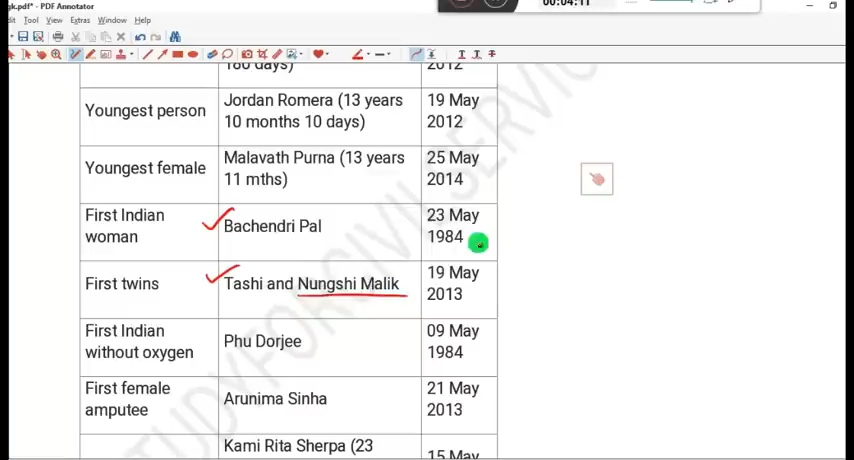 gk.pdf* - PDF Annotator
00:04:11
dit Tool View Extras Window Help
180 days) 2012
Youngest person Jordan Romera (13 years 10 months 10 days) 19 May 2012
Youngest female Malavath Purna (13 years 11 mths) 25 May 2014
First Indian woman Bachendri Pal 23 May 1984
First twins Tashi and Nungshi Malik 19 May 2013
First Indian without oxygen Phu Dorjee 09 May 1984
First female amputee Arunima Sinha 21 May 2013
Kami Rita Sherpa (23 15 May
STUDYFORCIVILSERVIC